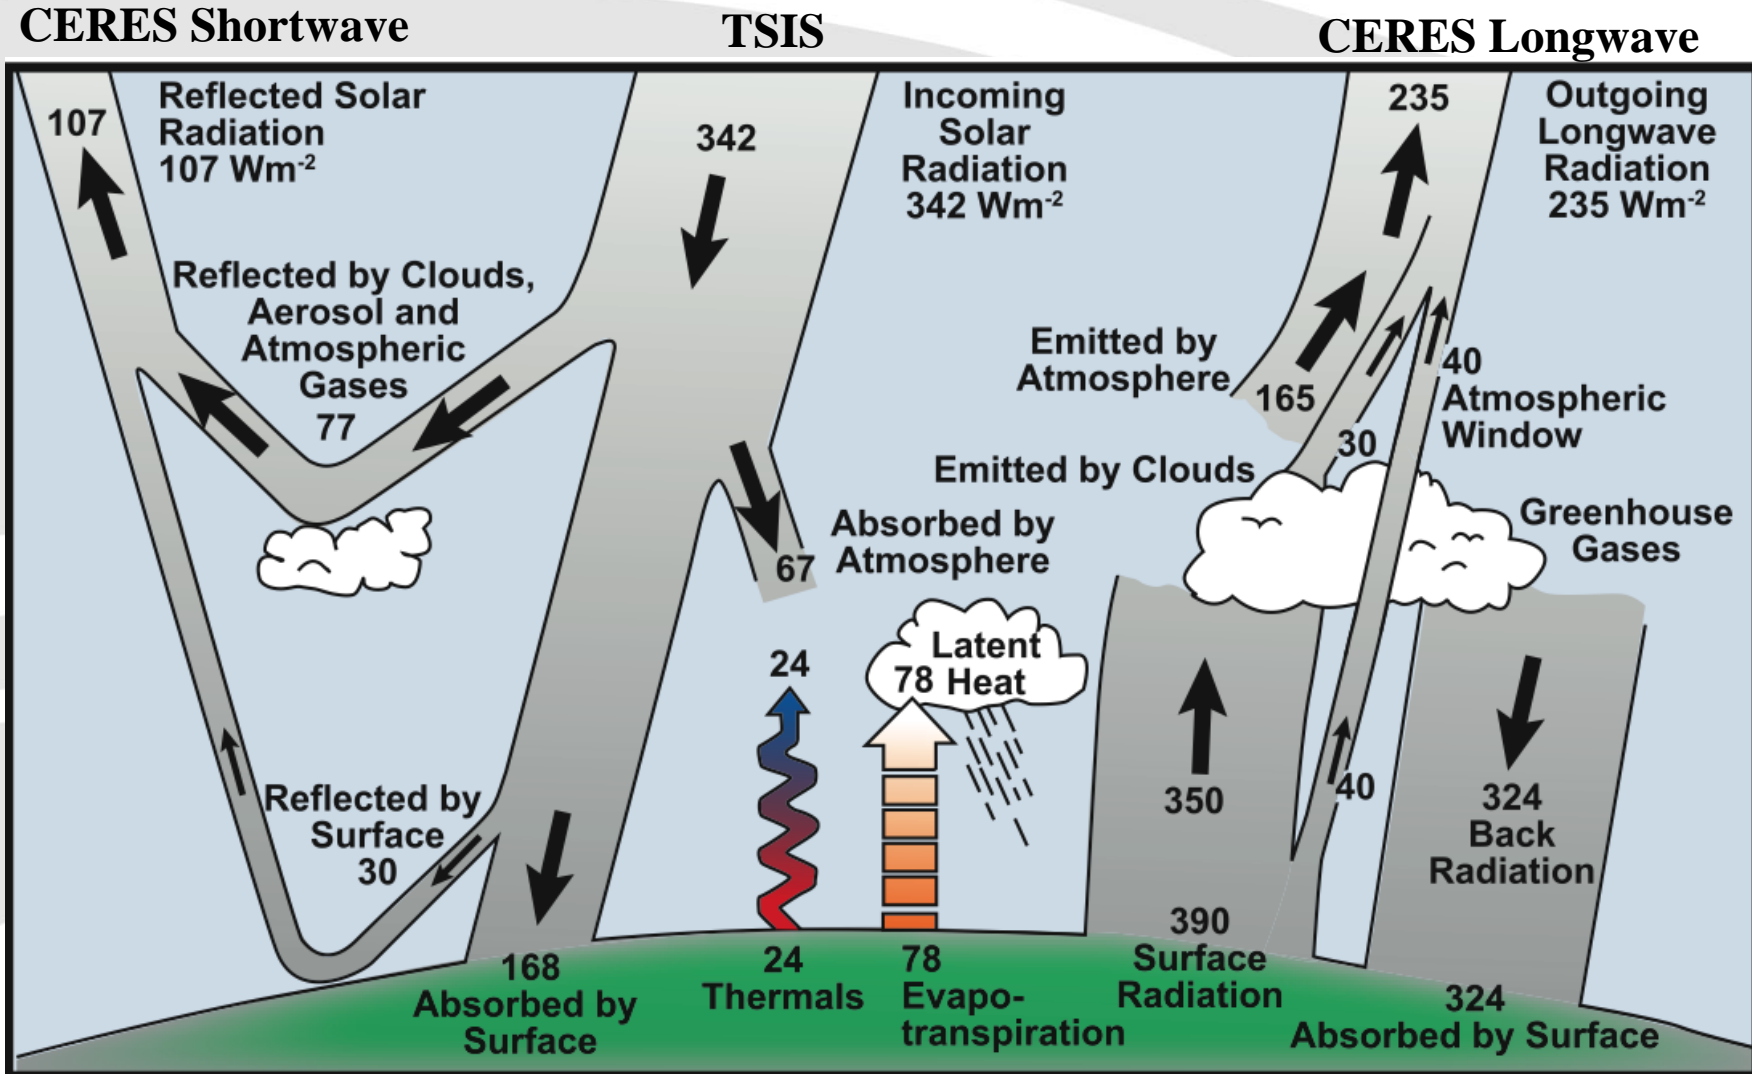 CERES Shortwave
TSIS
CERES Longwave
107
Reflected Solar
Radiation
107 Wm-2
342
Incoming
Solar
Radiation
342 Wm-2
235
Outgoing
Longwave
Radiation
235 Wm-2
Reflected by Clouds,
Aerosol and
Atmospheric
Gases
77
Emitted by
Atmosphere
165
40
Atmospheric
Window
30
Emitted by Clouds
Absorbed by
Atmosphere
67
Greenhouse
Gases
24
Latent
78 Heat
Reflected by
Surface
30
350
40
324
Back
Radiation
168
Absorbed by
Surface
24
Thermals
78
Evapo-
transpiration
390
Surface
Radiation
324
Absorbed by Surface